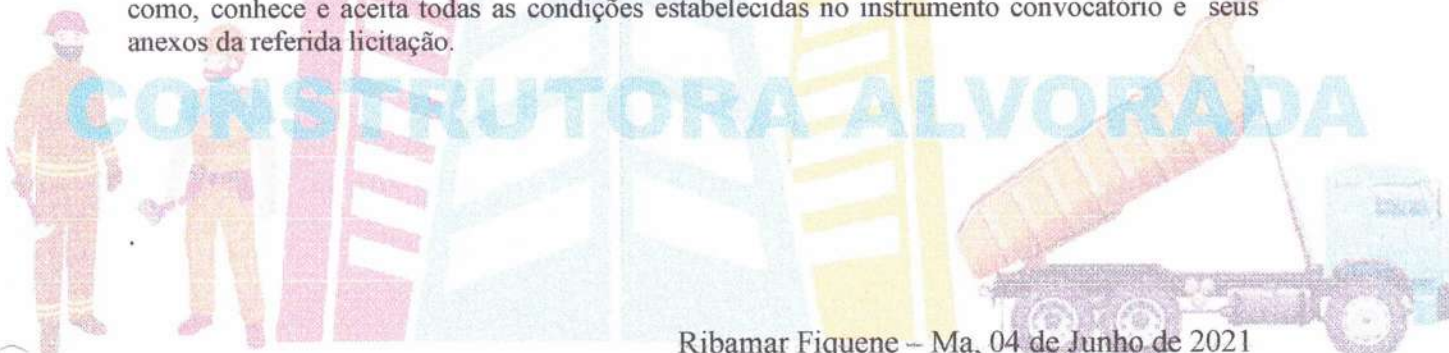 como, conhece e aceita todas as condições estabelecidas no instrumento convocatório e seus
anexos da referida licitação.
CONSTRUTORA ALVORADA
Ribamar Fiquene – Ma, 04 de Junho de 2021